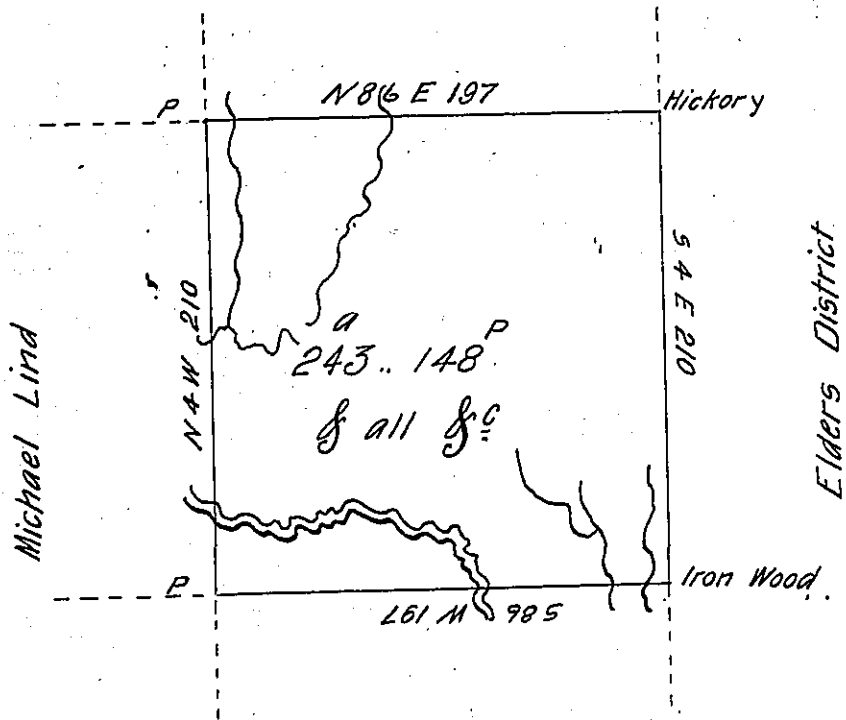 N 86 E 197
P
Hickory
S 4 E 210
Elders District
N 4 W 210
Michael Lind
a P
243.. 148
& all &c
P
Iron Wood
S 86 W 197